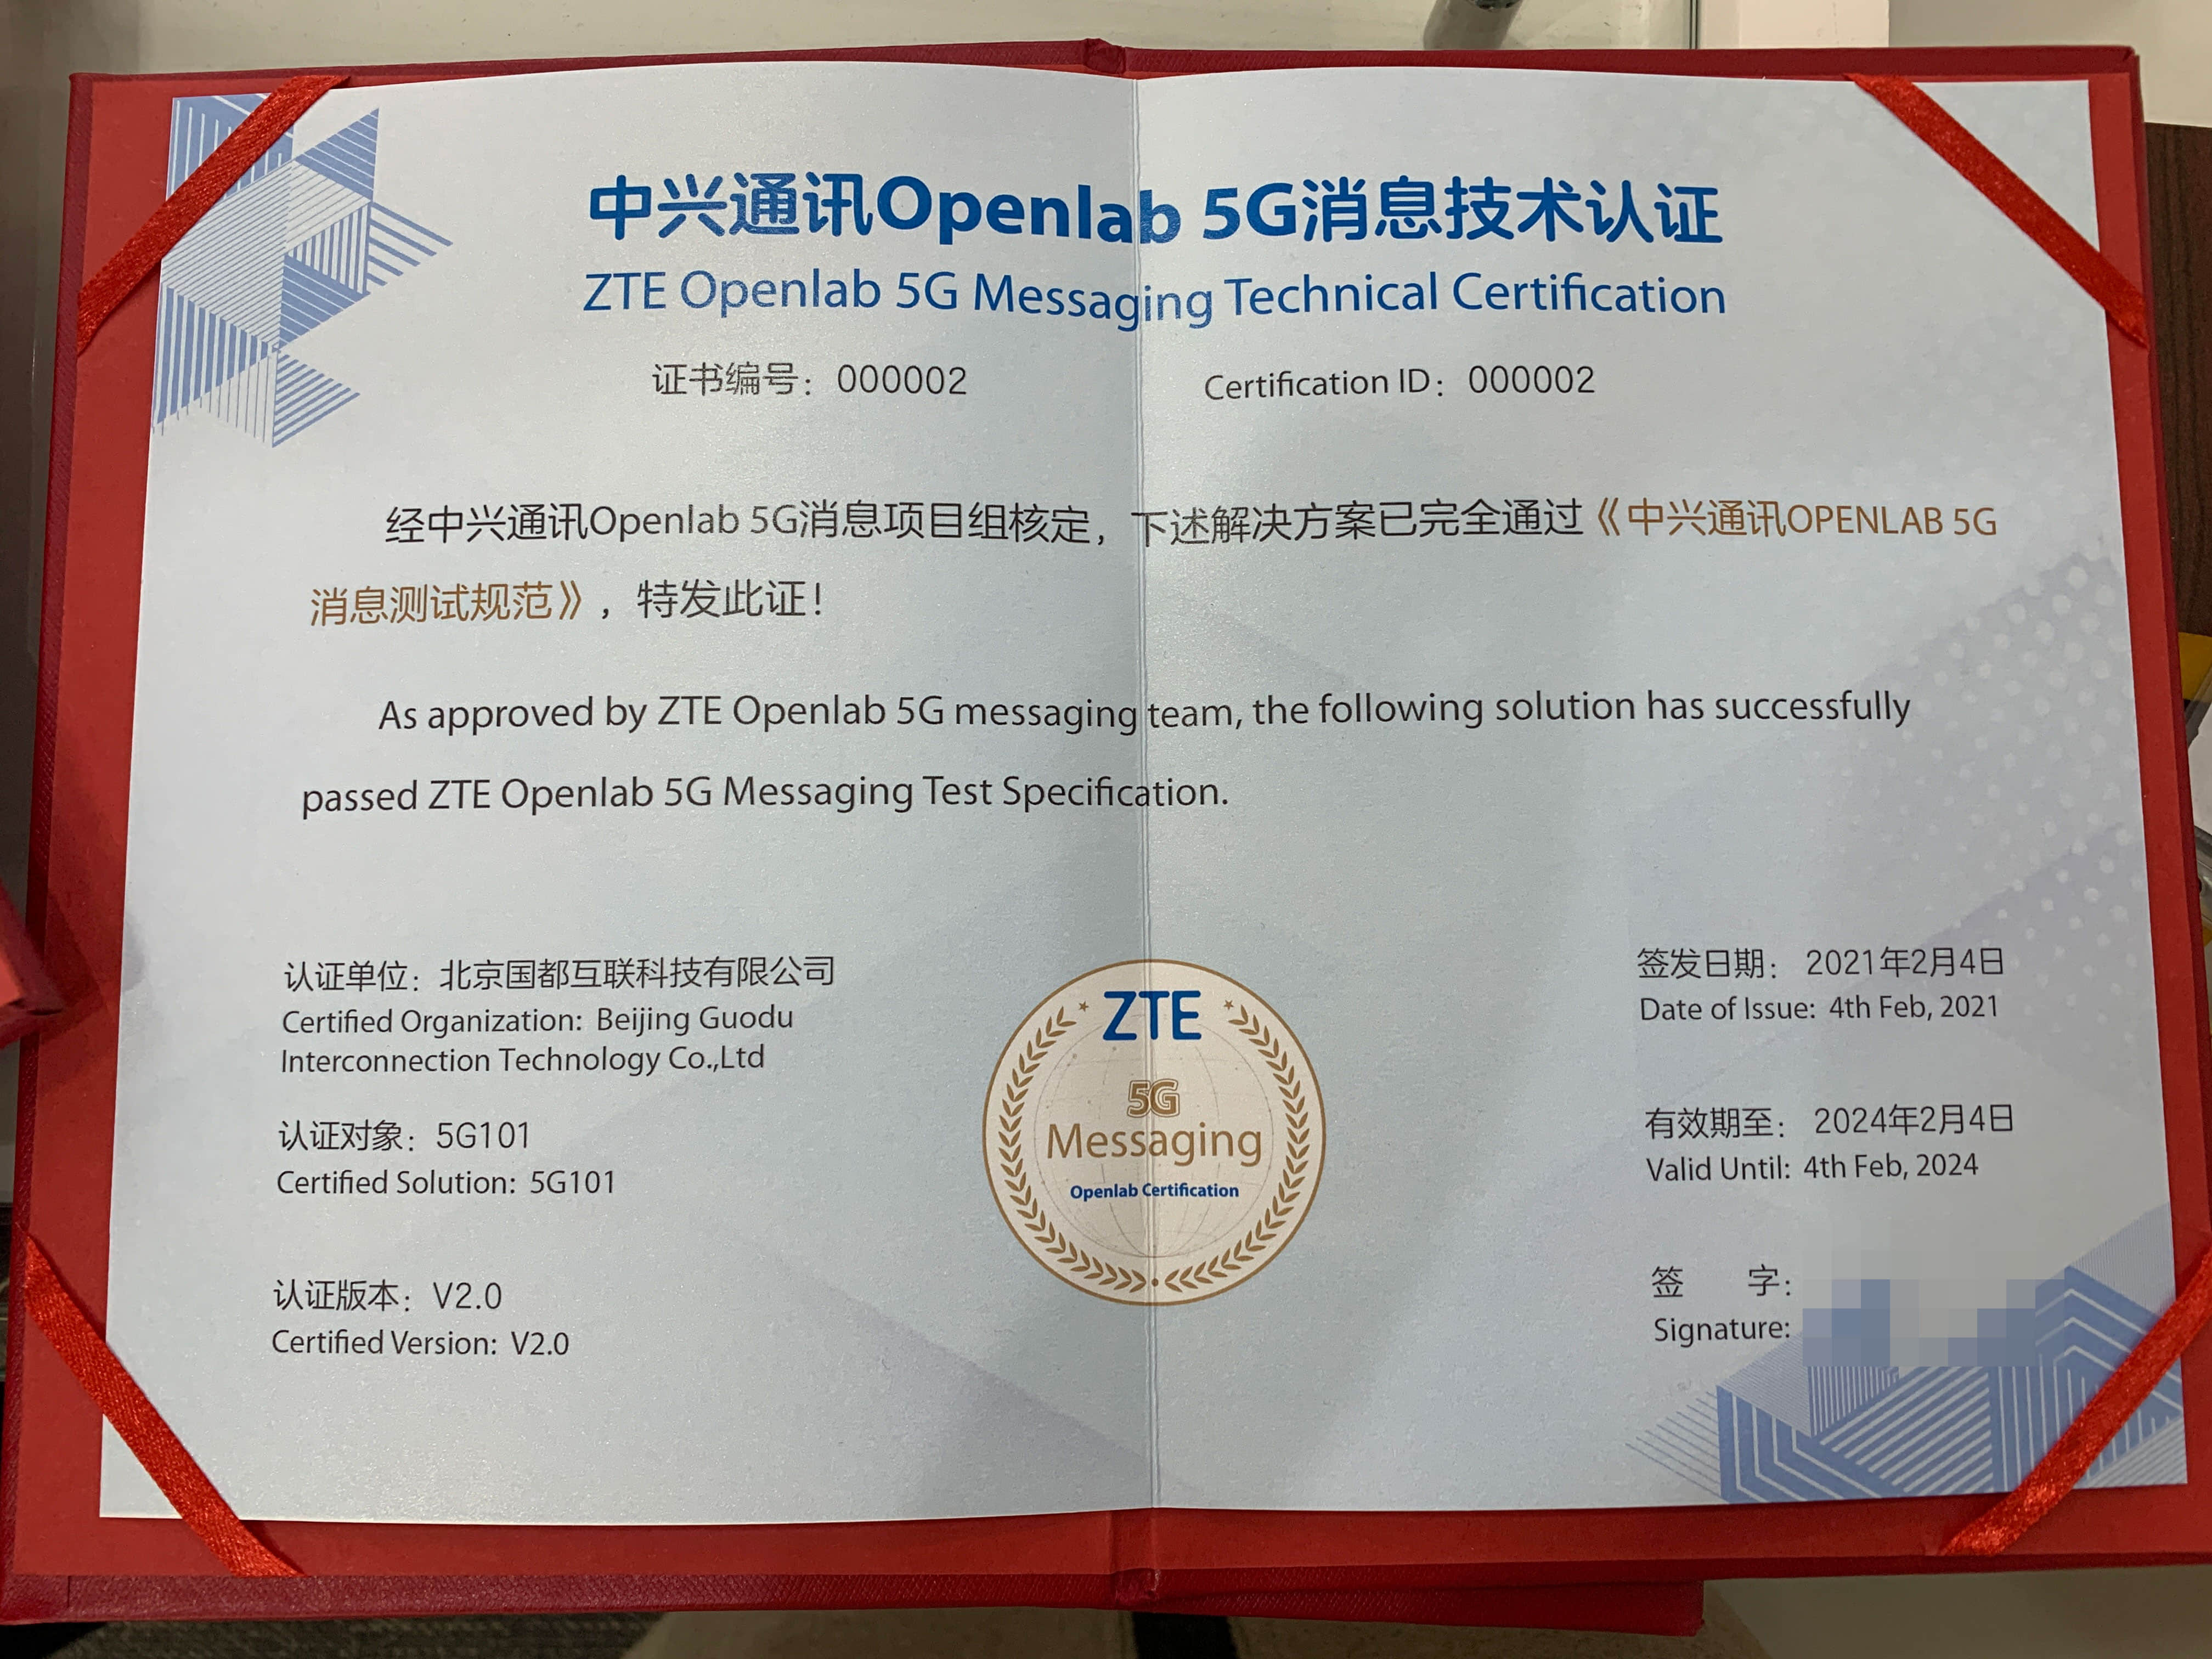 中兴通讯Openlab 5G消息技术认证
ZTE Openlab 5G Messaging Technical Certification
证书编号：000002
Certification ID：000002
经中兴通讯Openlab 5G消息项目组核定，下述解决方案已完全通过《中兴通讯OPENLAB 5G
消息测试规范》，特发此证！
As approved by ZTE Openlab 5G messaging team, the following solution has successfully
passed ZTE Openlab 5G Messaging Test Specification.
认证单位：北京国都互联科技有限公司
Certified Organization: Beijing Guodu
Interconnection Technology Co.,Ltd
认证对象：5G101
Certified Solution: 5G101
认证版本：V2.0
Certified Version: V2.0
ZTE
5G
Messaging
Openlab Certification
签发日期：2021年2月4日
Date of Issue: 4th Feb, 2021
有效期至：2024年2月4日
Valid Until: 4th Feb, 2024
签 字：
Signature: